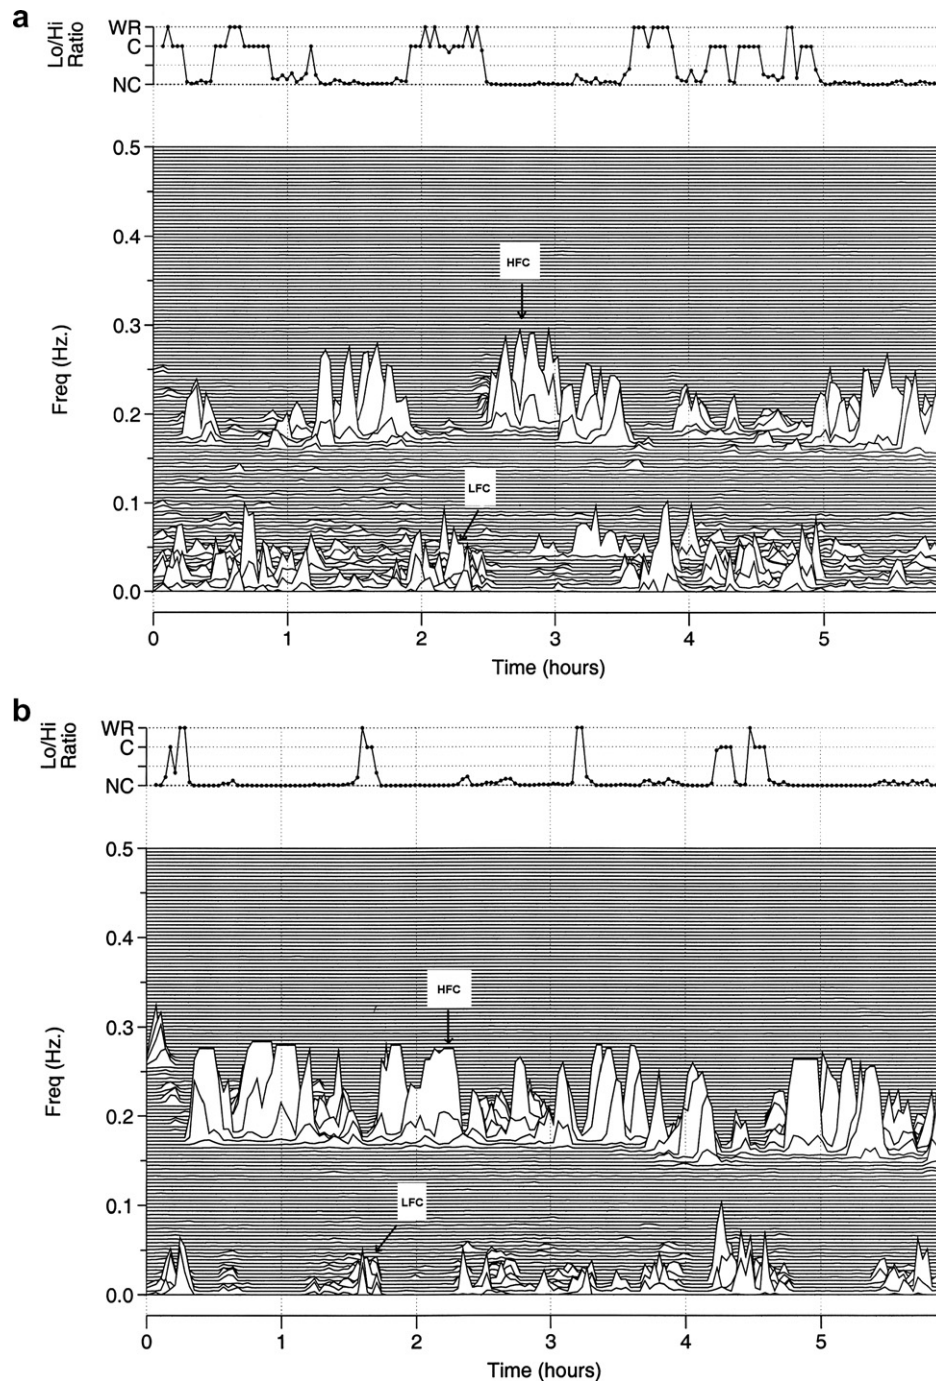 a
Lo/Hi
Ratio
WR
C
NC
0.5
0.4
0.3
0.2
0.1
0.0
Freq (Hz.)
HFC
LFC
0 1 2 3 4 5
Time (hours)
b
Lo/Hi
Ratio
WR
C
NC
0.5
0.4
0.3
0.2
0.1
0.0
Freq (Hz.)
HFC
LFC
0 1 2 3 4 5
Time (hours)